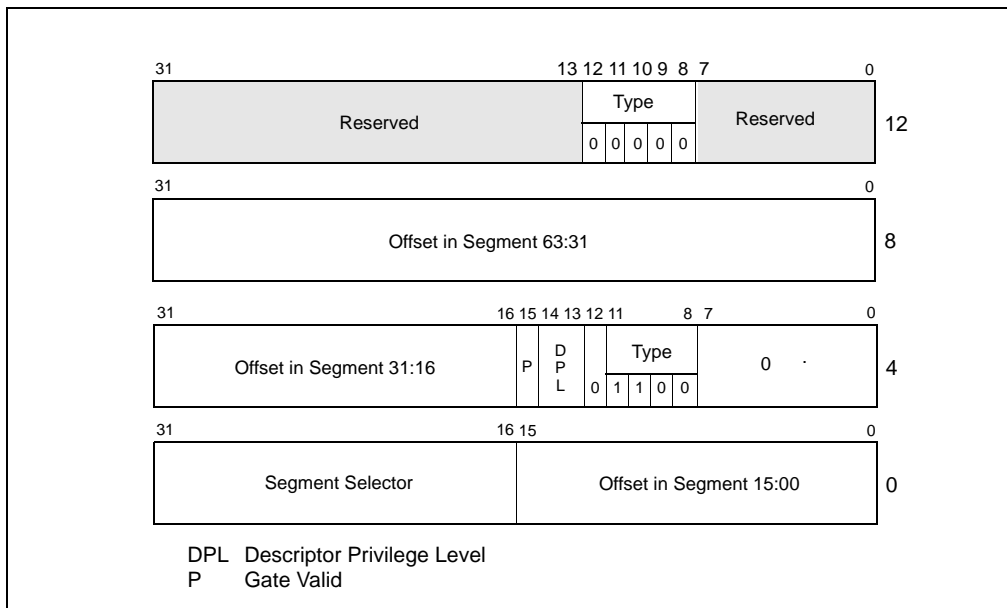 31 13 12 11 10 9 8 7 0
Type
Reserved Reserved 12
0 0 0 0 0
31 0
Offset in Segment 63:31 8
31 16 15 14 13 12 11 8 7 0
Offset in Segment 31:16 P DPL Type 0 . 4
0 1 1 0 0
31 16 15 0
Segment Selector Offset in Segment 15:00 0
DPL Descriptor Privilege Level
P Gate Valid